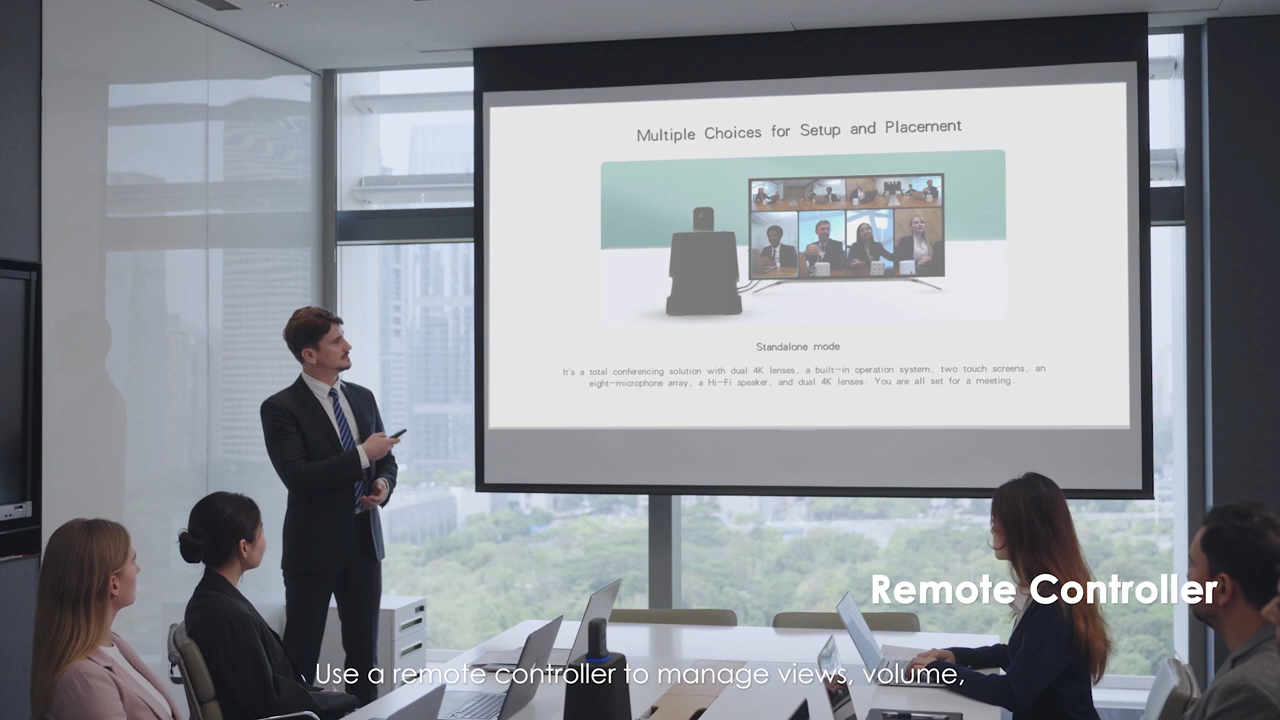 Multiple Choices for Setup and Placement
Standalone mode
It's a total conferencing solution with dual 4K lenses, a built-in operation system, two touch screens, an
eight-microphone array, a Hi-Fi speaker, and dual 4K lenses. You are all set for a meeting.
Remote Controller
Use a remote controller to manage views, volume,